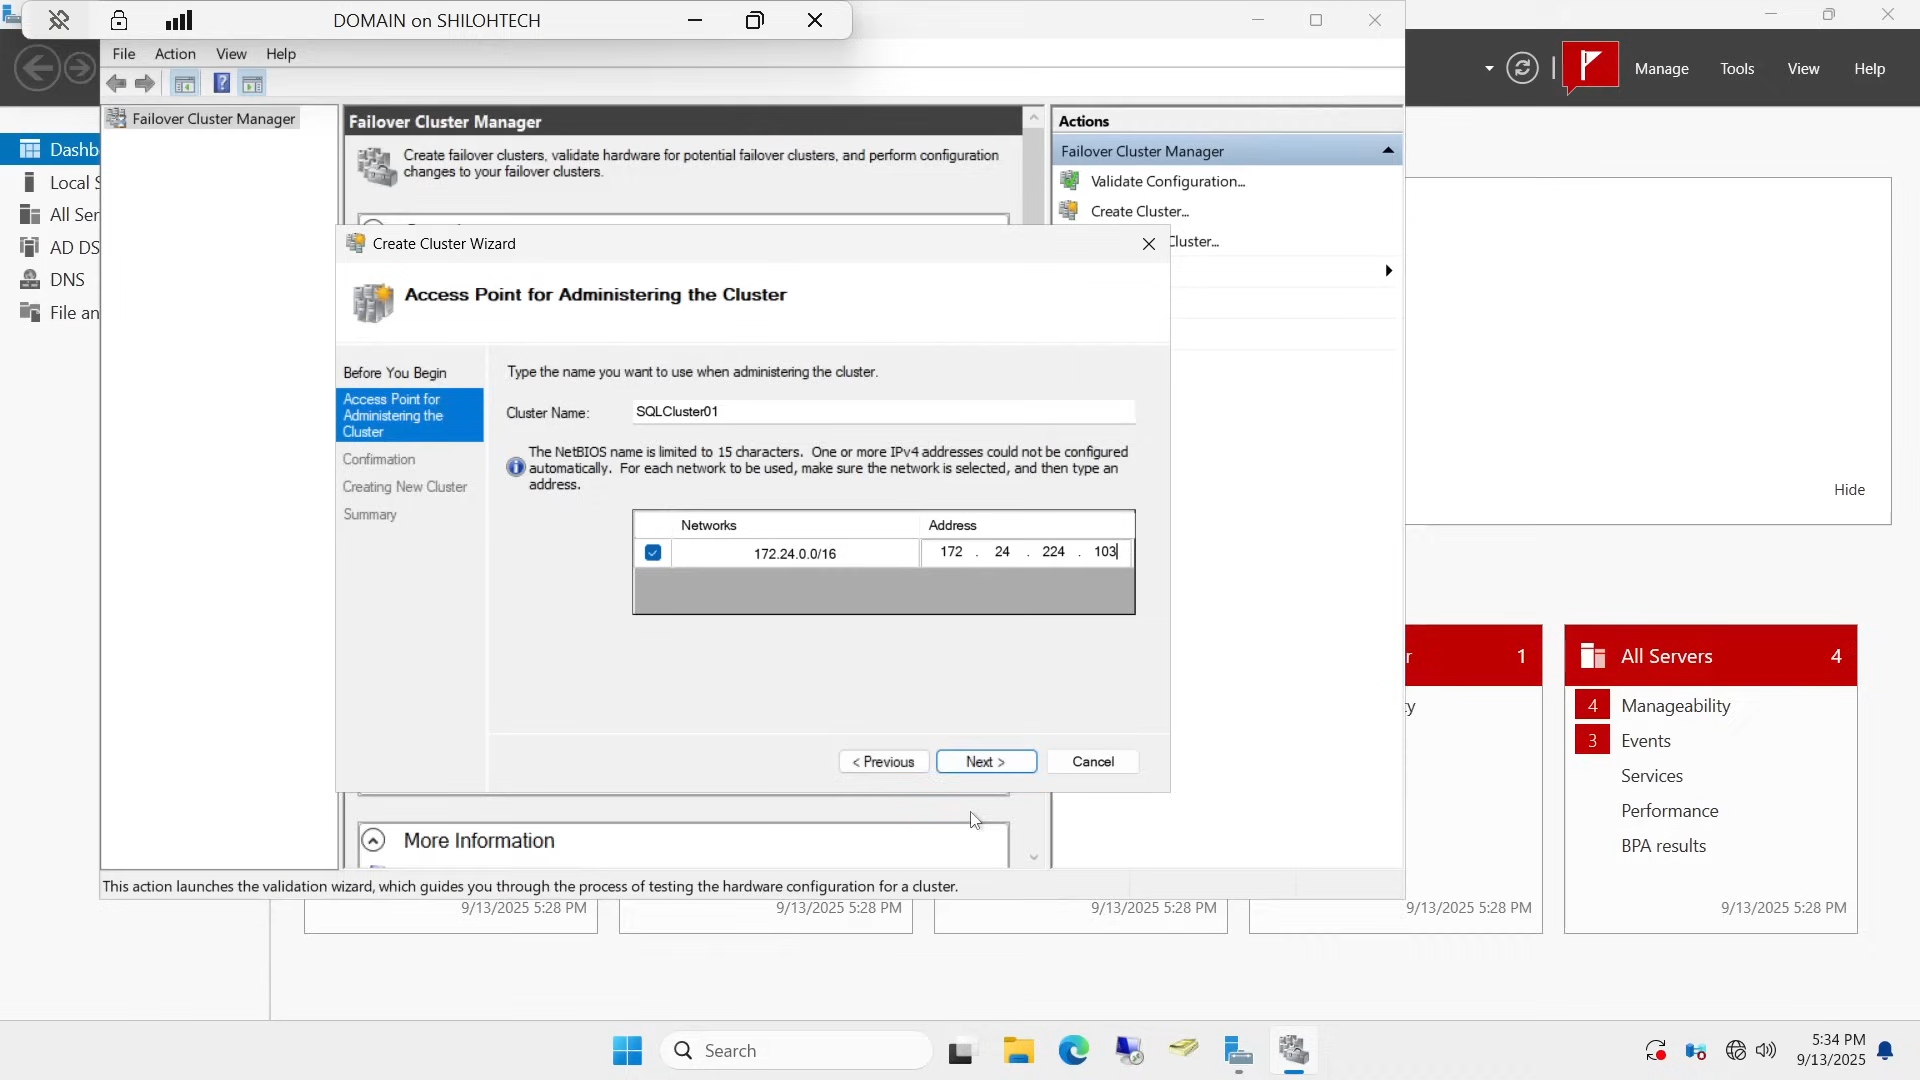 DOMAIN on SHILOHTECH
File Action View Help
Manage Tools View Help
Failover Cluster Manager
Failover Cluster Manager
Create failover clusters, validate hardware for potential failover clusters, and perform configuration
changes to your failover clusters.
Actions
Failover Cluster Manager
Validate Configuration...
Create Cluster...
Cluster...
Dashb
Local S
All Ser
AD DS
DNS
File an
Create Cluster Wizard
Access Point for Administering the Cluster
Before You Begin
Access Point for
Administering the
Cluster
Confirmation
Creating New Cluster
Summary
Type the name you want to use when administering the cluster.
Cluster Name: SQLCluster01
The NetBIOS name is limited to 15 characters. One or more IPv4 addresses could not be configured
automatically. For each network to be used, make sure the network is selected, and then type an
address.
Networks Address
172.24.0.0/16 172 . 24 . 224 . 103
< Previous Next > Cancel
Hide
More Information
This action launches the validation wizard, which guides you through the process of testing the hardware configuration for a cluster.
r 1
ty
All Servers 4
4 Manageability
3 Events
Services
Performance
BPA results
9/13/2025 5:28 PM 9/13/2025 5:28 PM 9/13/2025 5:28 PM 9/13/2025 5:28 PM 9/13/2025 5:28 PM
Search
5:34 PM
9/13/2025